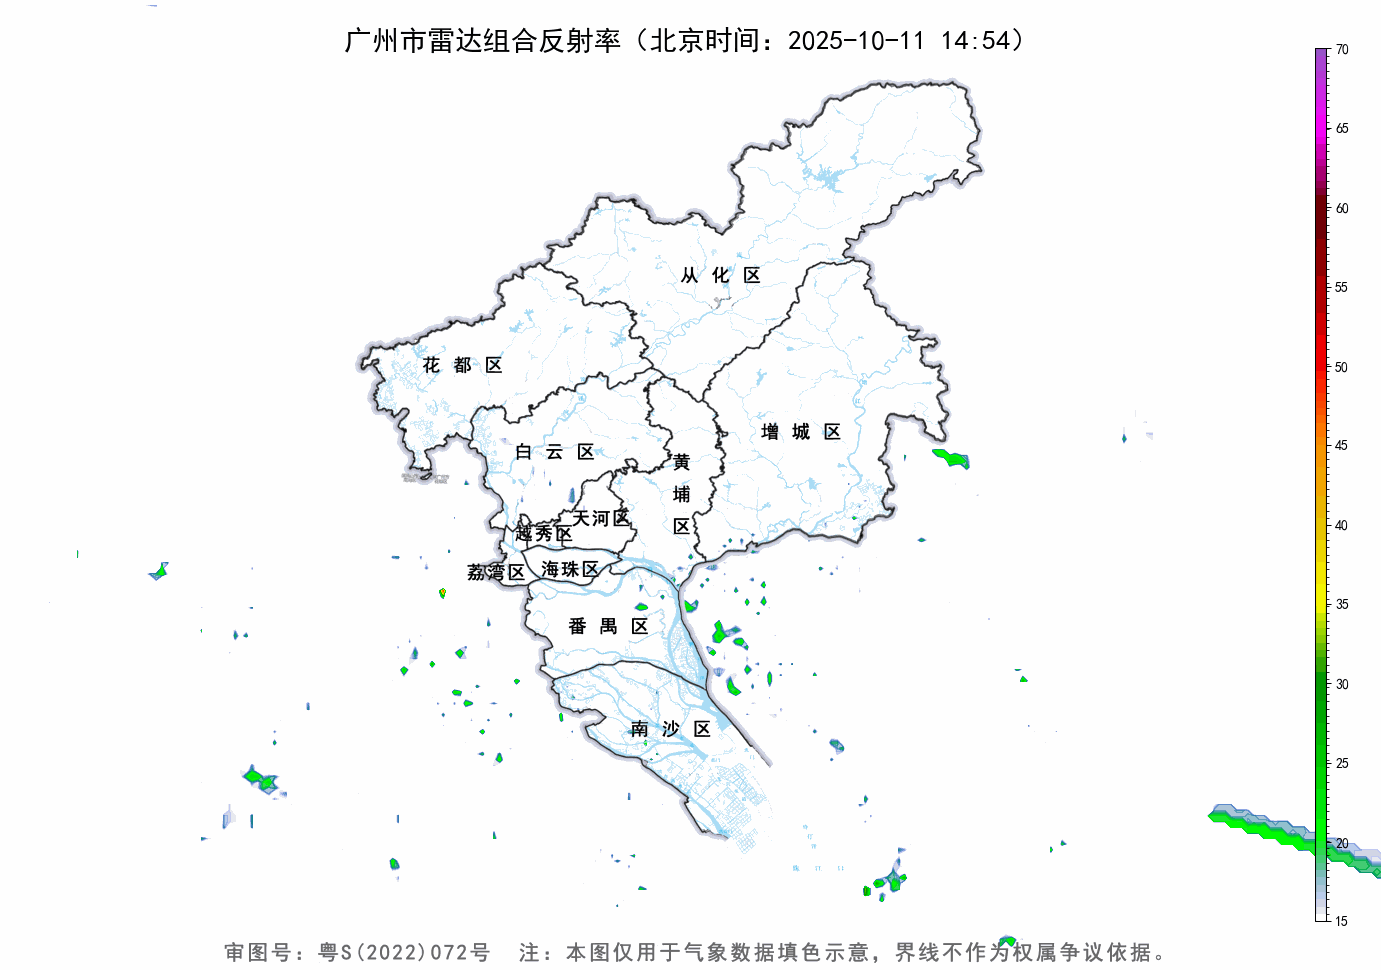 广州市雷达组合反射率（北京时间：2025-10-11 14:54）
70
65
60
55
50
45
40
35
30
25
20
15
从化区
花都区
增城区
白云区
黄埔区
天河区
越秀区
荔湾区
海珠区
番禺区
南沙区
审图号：粤S(2022)072号 注：本图仅用于气象数据填色示意，界线不作为权属争议依据。